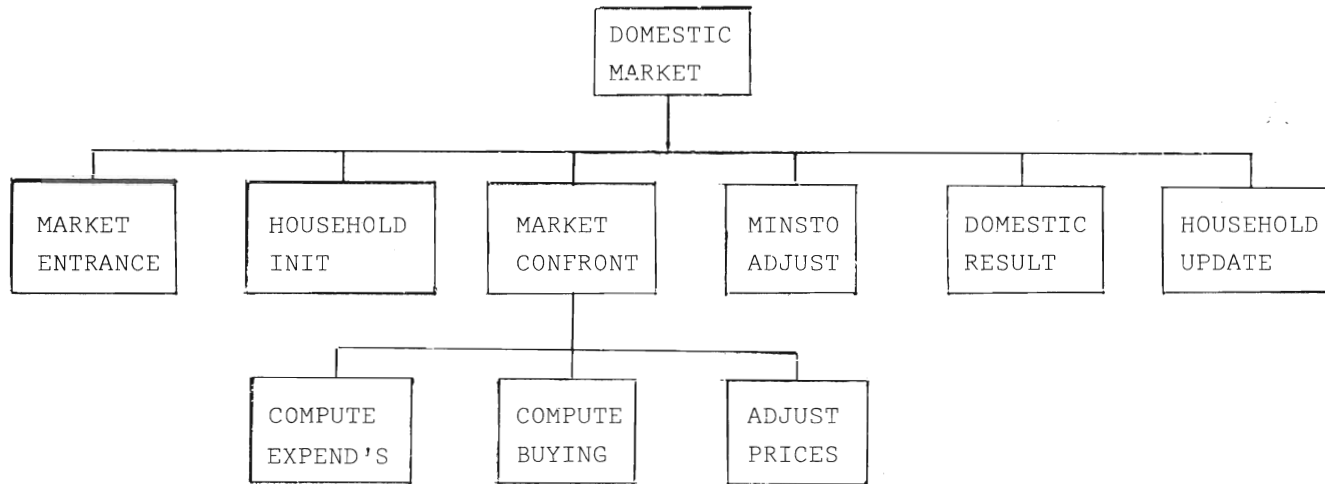 DOMESTIC
MARKET
MARKET
ENTRANCE
HOUSEHOLD
INIT
MARKET
CONFRONT
MINSTO
ADJUST
DOMESTIC
RESULT
HOUSEHOLD
UPDATE
COMPUTE
EXPEND'S
COMPUTE
BUYING
ADJUST
PRICES